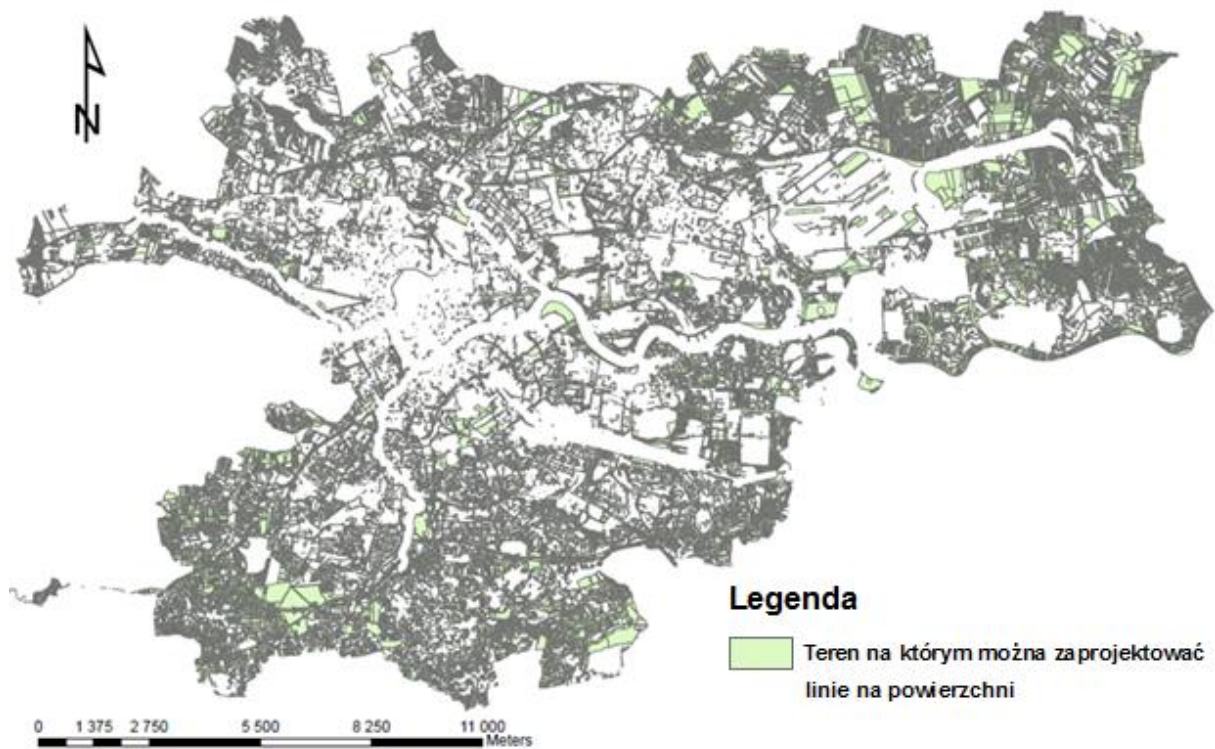 N
Legenda
Teren na którym można zaprojektować
linie na powierzchni
0 1 375 2 750 5 500 8 250 11 000
Meters